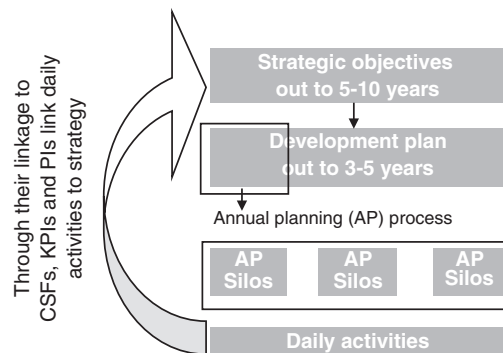 Through their linkage to
CSFs, KPIs and PIs link daily
activities to strategy
Strategic objectives
out to 5-10 years
Development plan
out to 3-5 years
Annual planning (AP) process
AP
Silos
AP
Silos
AP
Silos
Daily activities